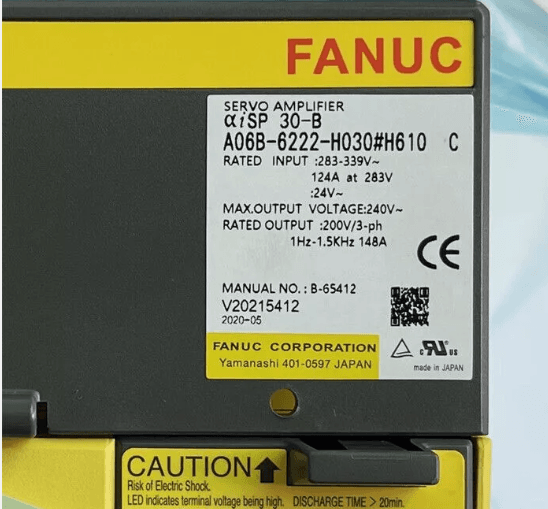 FANUC
SERVO AMPLIFIER
αiSP 30-B
A06B-6222-H030#H610 C
RATED INPUT :283-339V~
124A at 283V
:24V~
MAX.OUTPUT VOLTAGE:240V~
RATED OUTPUT :200V/3-ph
1Hz-1.5KHz 148A
CE
MANUAL NO.: B-65412
V20215412
2020-05
FANUC CORPORATION
Yamanashi 401-0597 JAPAN
c RU US
made in JAPAN
CAUTION
Risk of Electric Shock.
LED indicates terminal voltage being high. DISCHARGE TIME > 20min.